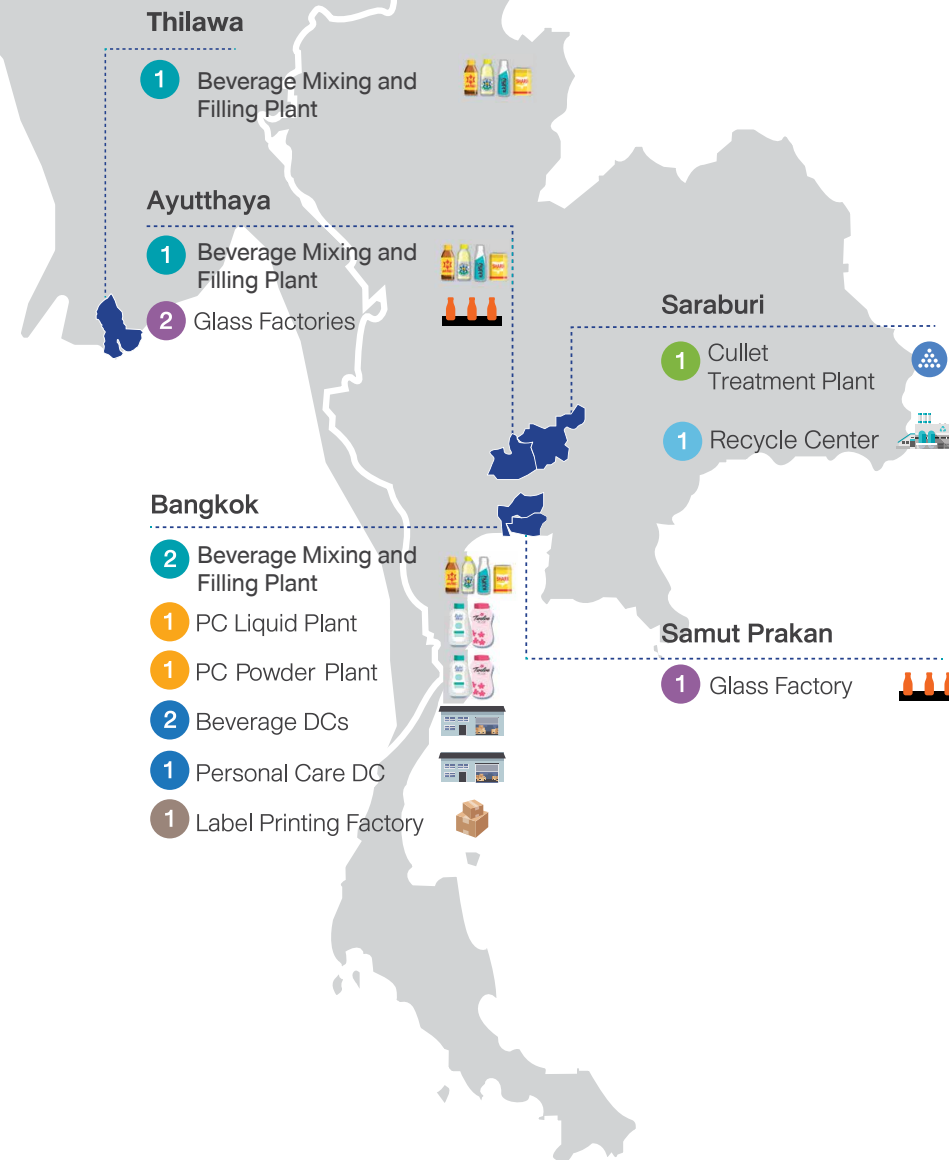 Thilawa
1 Beverage Mixing and
Filling Plant
Ayutthaya
1 Beverage Mixing and
Filling Plant
2 Glass Factories
Saraburi
1 Cullet
Treatment Plant
1 Recycle Center
Bangkok
2 Beverage Mixing and
Filling Plant
1 PC Liquid Plant
1 PC Powder Plant
2 Beverage DCs
1 Personal Care DC
1 Label Printing Factory
Samut Prakan
1 Glass Factory